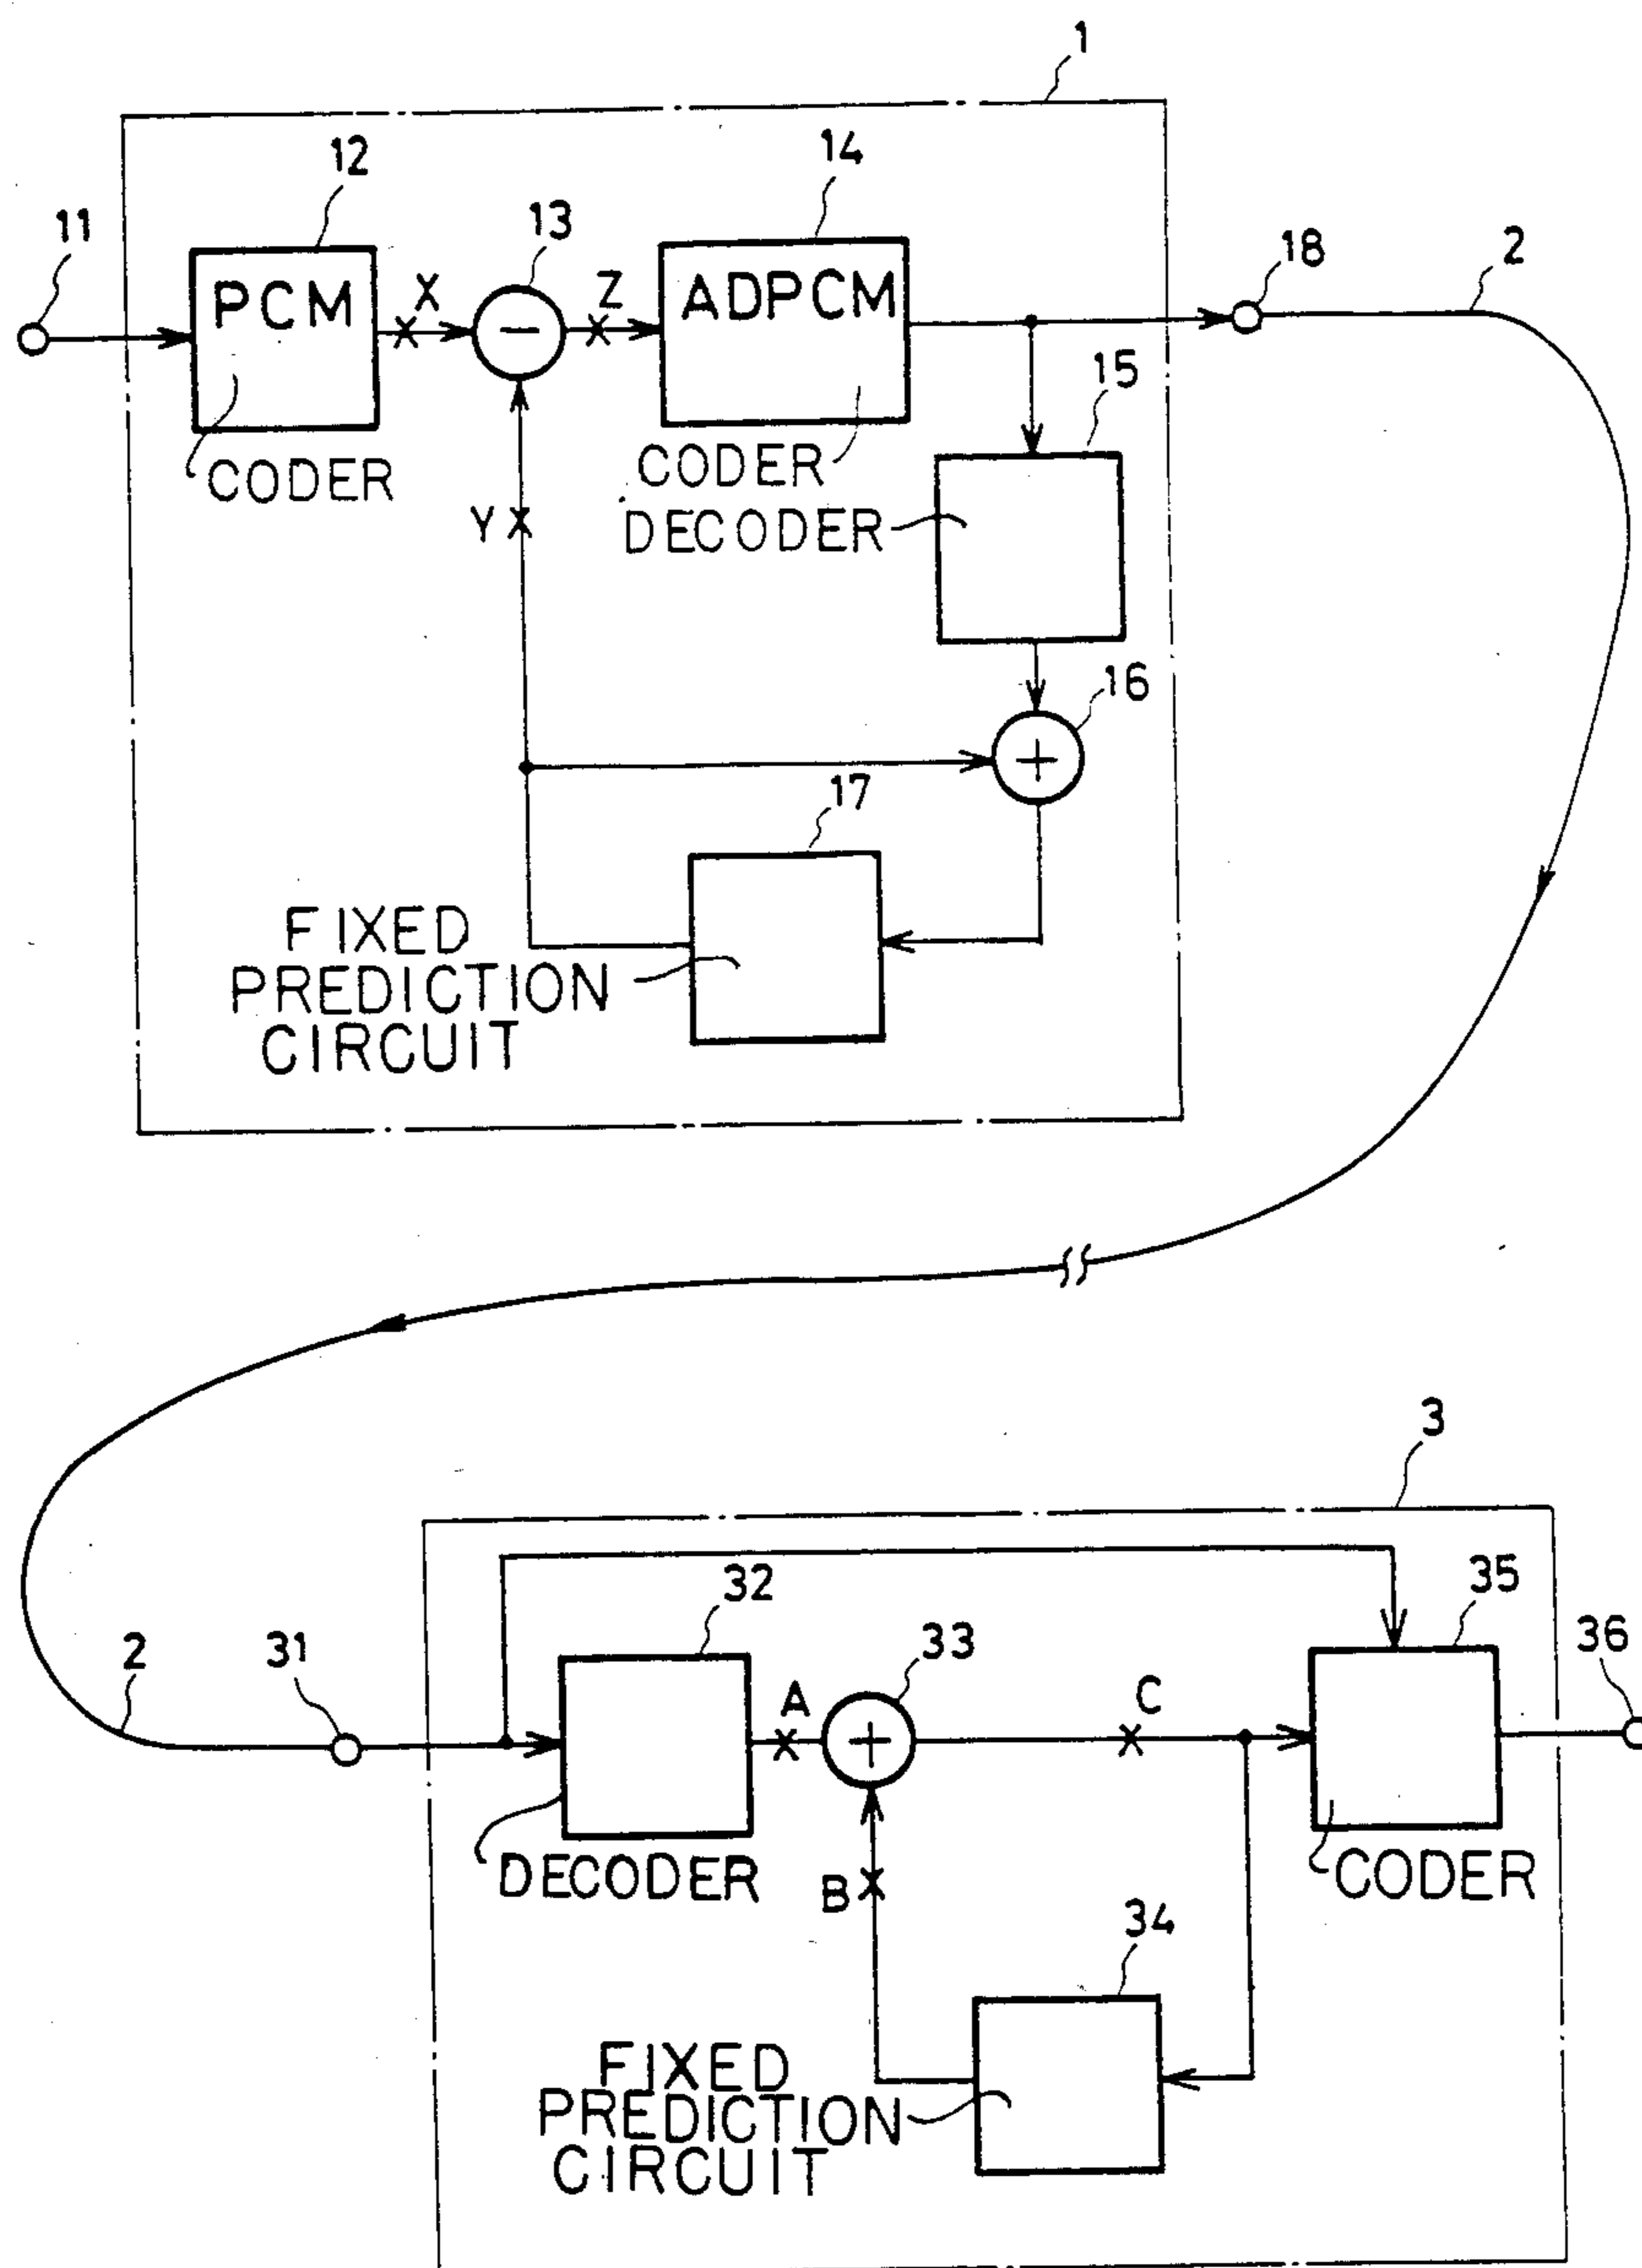 1
12
14
11
13
18
2
PCM
X
Z
ADPCM
15
CODER
CODER
Y
DECODER
16
17
FIXED
PREDICTION
CIRCUIT
3
32
35
2
31
33
36
A
C
DECODER
B
CODER
34
FIXED
PREDICTION
CIRCUIT